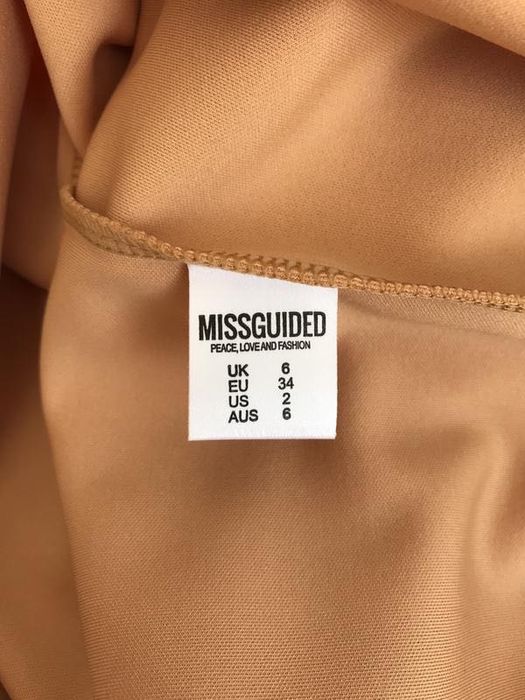 MISSGUIDED
PEACE, LOVE AND FASHION
UK 6
EU 34
US 2
AUS 6